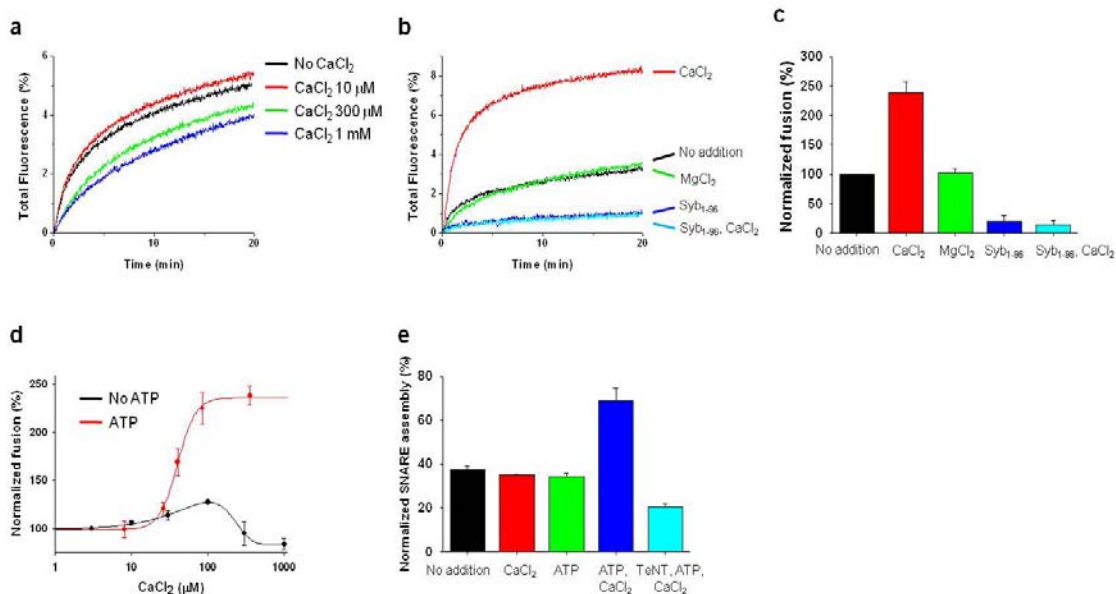 a
Total Fluorescence (%)
6
4
2
0
0
10
20
Time (min)
No CaCl₂
CaCl₂ 10 µM
CaCl₂ 300 µM
CaCl₂ 1 mM
b
Total Fluorescence (%)
8
6
4
2
0
0
10
20
Time (min)
CaCl₂
No addition
MgCl₂
Syb₁₋₉₆
Syb₁₋₉₆, CaCl₂
c
Normalized fusion (%)
300
250
200
150
100
50
0
No addition
CaCl₂
MgCl₂
Syb₁₋₉₆
Syb₁₋₉₆, CaCl₂
d
Normalized fusion (%)
250
200
150
100
1
10
100
1000
CaCl₂ (µM)
No ATP
ATP
e
Normalized SNARE assembly (%)
80
60
40
20
0
No addition
CaCl₂
ATP
ATP,
CaCl₂
TeNT, ATP,
CaCl₂